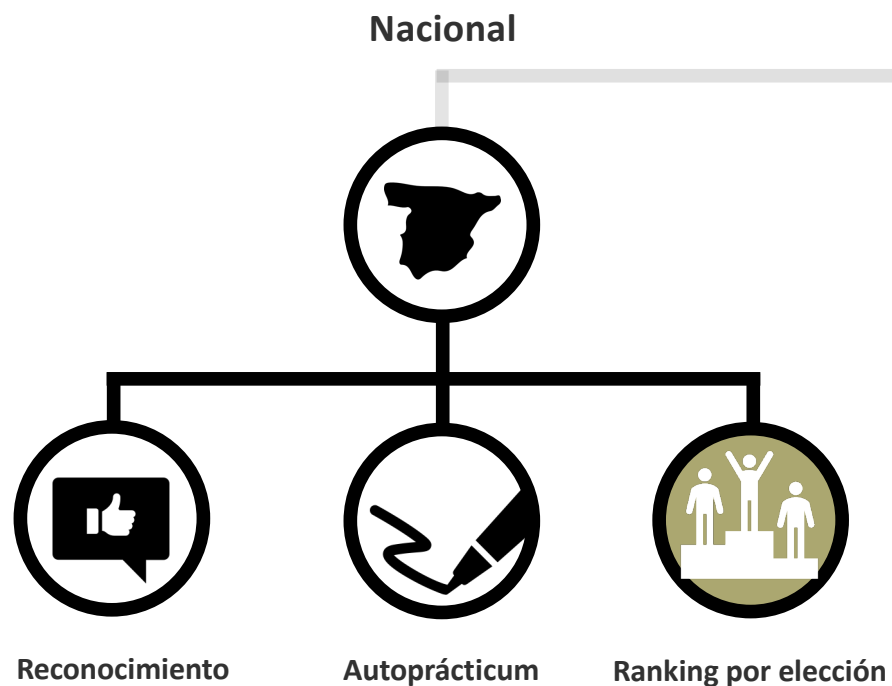 Nacional
Reconocimiento
Autoprácticum
Ranking por elección